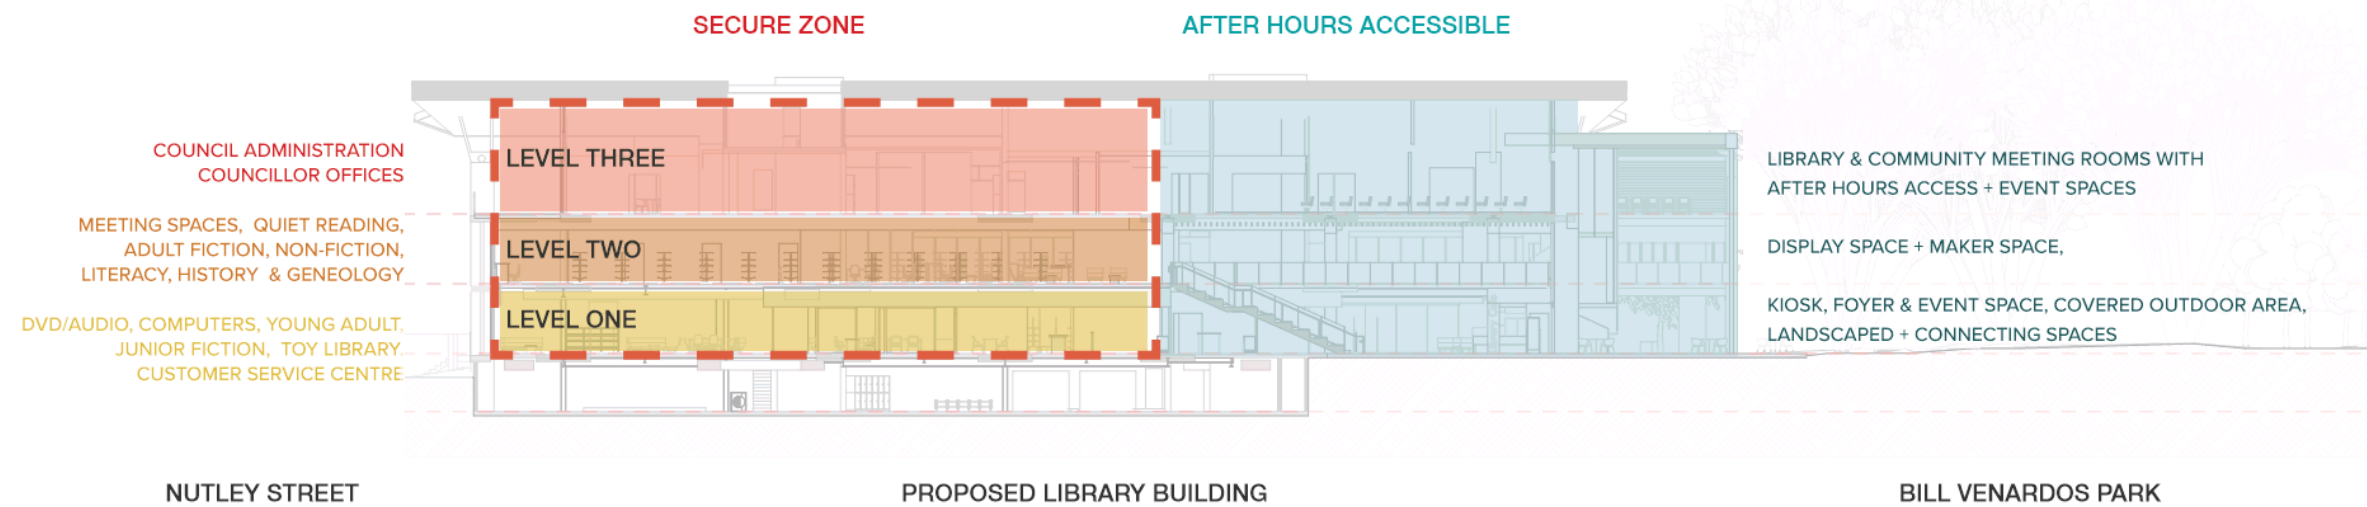 SECURE ZONE
AFTER HOURS ACCESSIBLE
COUNCIL ADMINISTRATION
COUNCILLOR OFFICES
MEETING SPACES, QUIET READING,
ADULT FICTION, NON-FICTION,
LITERACY, HISTORY & GENEOLOGY
DVD/AUDIO, COMPUTERS, YOUNG ADULT,
JUNIOR FICTION, TOY LIBRARY.
CUSTOMER SERVICE CENTRE
LEVEL THREE
LEVEL TWO
LEVEL ONE
LIBRARY & COMMUNITY MEETING ROOMS WITH
AFTER HOURS ACCESS + EVENT SPACES
DISPLAY SPACE + MAKER SPACE,
KIOSK, FOYER & EVENT SPACE, COVERED OUTDOOR AREA,
LANDSCAPED + CONNECTING SPACES
NUTLEY STREET
PROPOSED LIBRARY BUILDING
BILL VENARDOS PARK